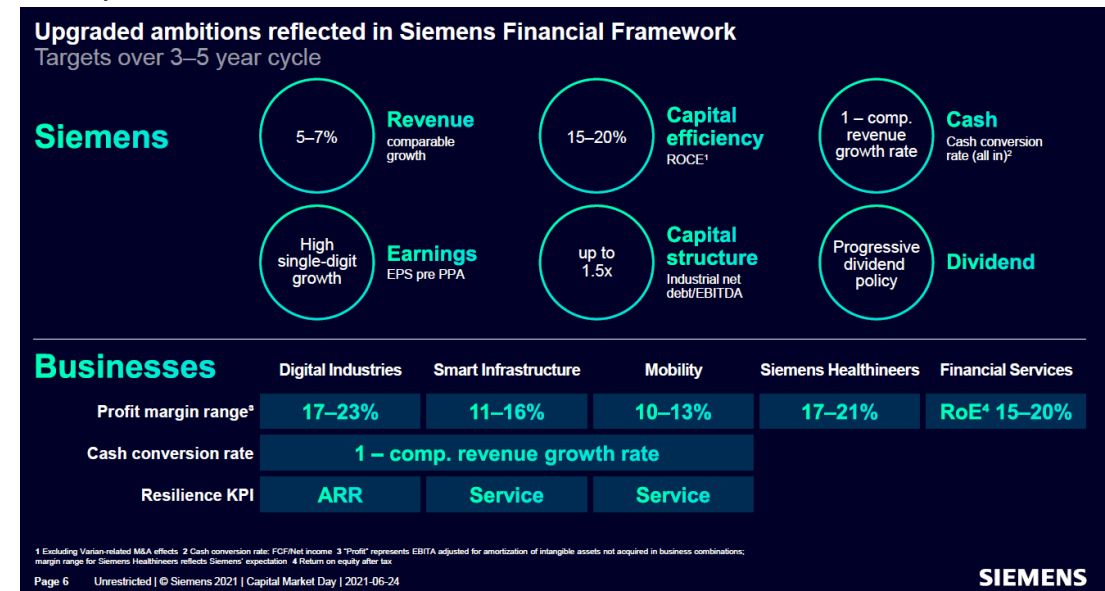 Upgraded ambitions reflected in Siemens Financial Framework
Targets over 3–5 year cycle
Siemens
5–7%
Revenue
comparable
growth
15–20%
Capital
efficiency
ROCE¹
1 – comp.
revenue
growth rate
Cash
Cash conversion
rate (all in)²
High
single-digit
growth
Earnings
EPS pre PPA
up to
1.5x
Capital
structure
Industrial net
debt/EBITDA
Progressive
dividend
policy
Dividend
Businesses
Digital Industries
Smart Infrastructure
Mobility
Siemens Healthineers
Financial Services
Profit margin range³
17–23%
11–16%
10–13%
17–21%
RoE⁴ 15–20%
Cash conversion rate
1 – comp. revenue growth rate
Resilience KPI
ARR
Service
Service
1 Excluding Varian-related M&A effects 2 Cash conversion rate: FCF/Net income 3 "Profit" represents EBITA adjusted for amortization of intangible assets not acquired in business combinations;
margin range for Siemens Healthineers reflects Siemens' expectation 4 Return on equity after tax
Page 6 Unrestricted | © Siemens 2021 | Capital Market Day | 2021-06-24
SIEMENS